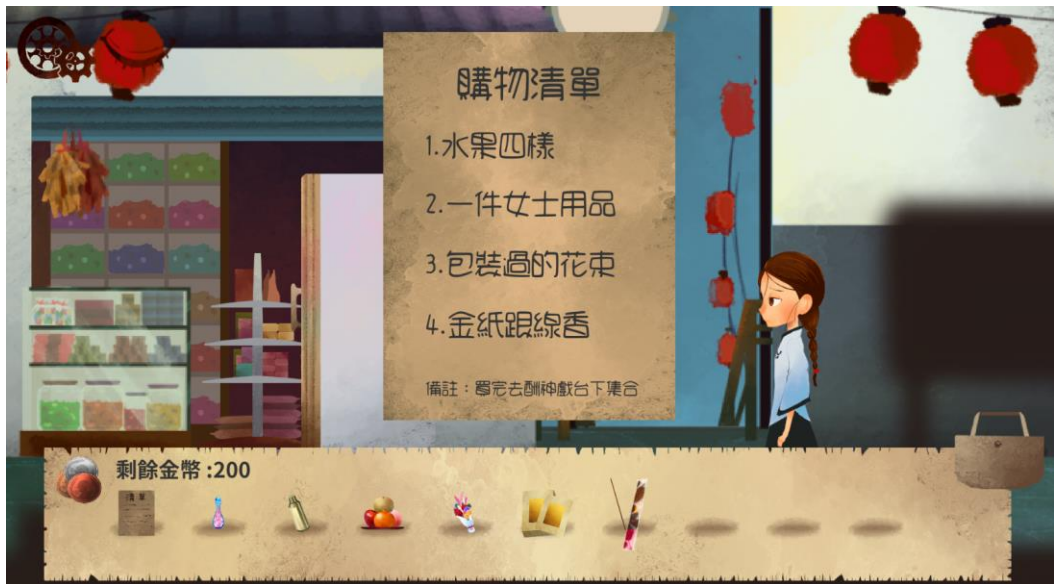 購物清單
1.水果四樣
2.一件女士用品
3.包裝過的花束
4.金紙跟線香
備註：買完去酬神戲台下集合
剩餘金幣 :200
清單